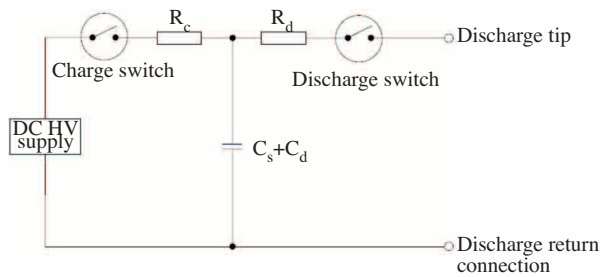 R_c
R_d
Discharge tip
Charge switch
Discharge switch
DC HV
supply
C_s+C_d
Discharge return
connection